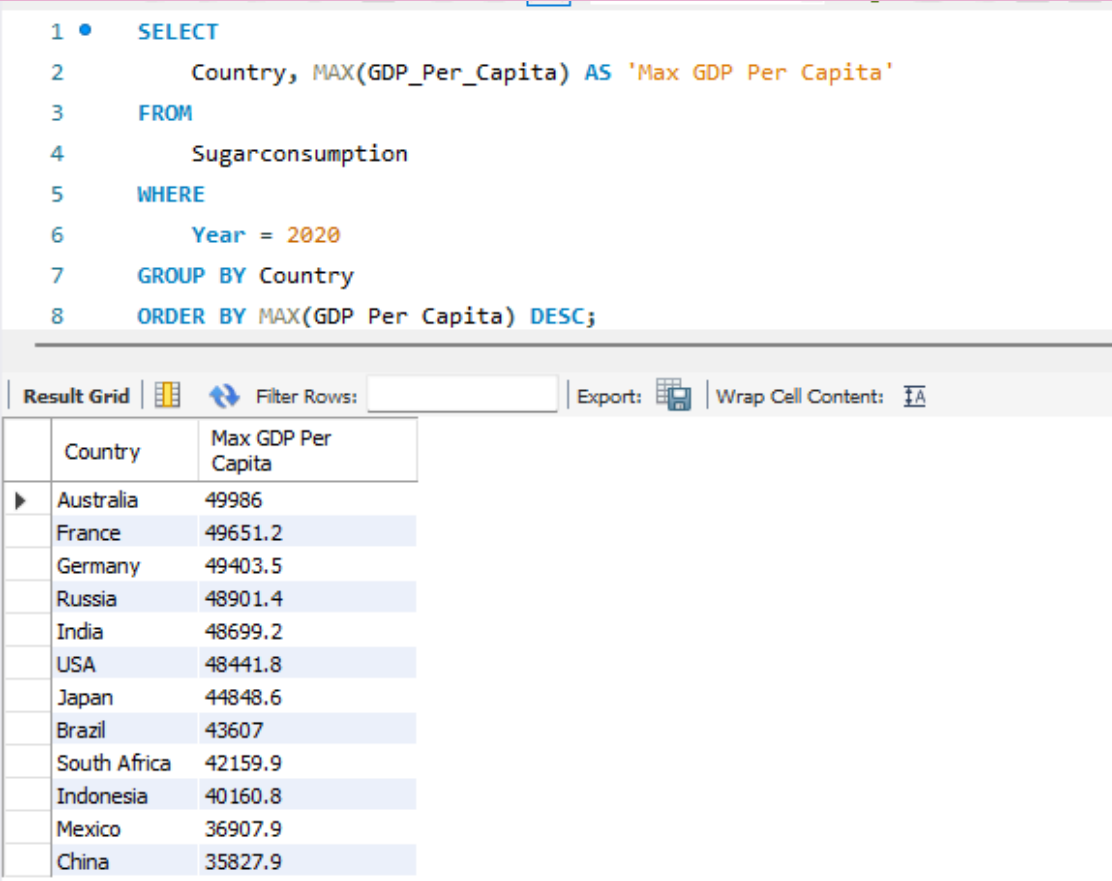 1 SELECT
2 Country, MAX(GDP_Per_Capita) AS 'Max GDP Per Capita'
3 FROM
4 Sugarconsumption
5 WHERE
6 Year = 2020
7 GROUP BY Country
8 ORDER BY MAX(GDP Per Capita) DESC;
Result Grid Filter Rows: Export: Wrap Cell Content: IA
Country Max GDP Per
Capita
Australia 49986
France 49651.2
Germany 49403.5
Russia 48901.4
India 48699.2
USA 48441.8
Japan 44848.6
Brazil 43607
South Africa 42159.9
Indonesia 40160.8
Mexico 36907.9
China 35827.9